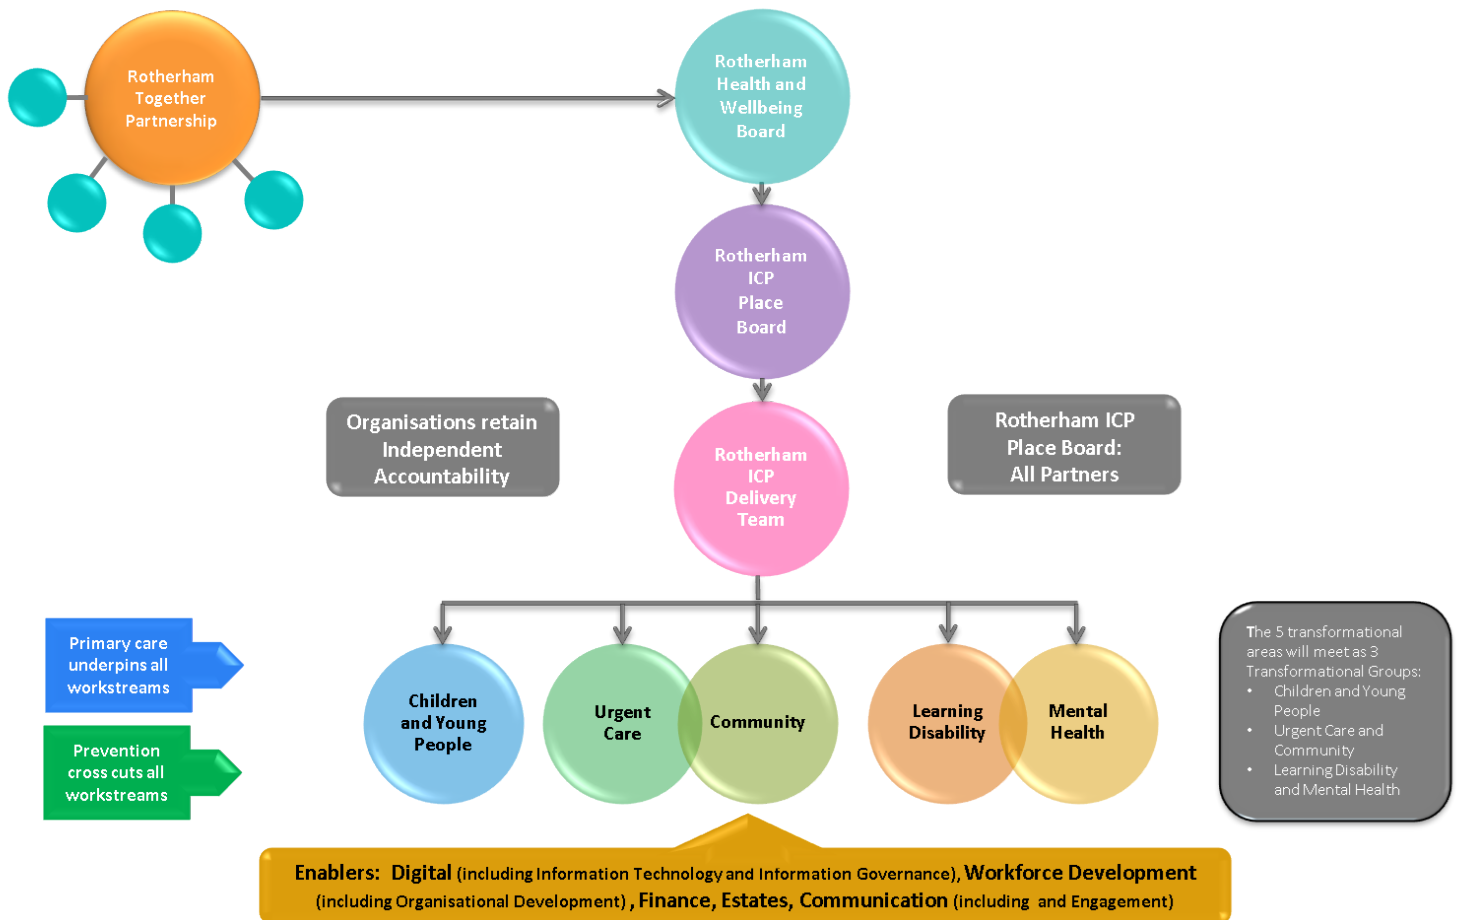 Rotherham
Together
Partnership
Rotherham
Health and
Wellbeing
Board
Rotherham
ICP
Place
Board
Organisations retain
Independent
Accountability
Rotherham
ICP
Delivery
Team
Rotherham ICP
Place Board:
All Partners
Primary care
underpins all
workstreams
Prevention
cross cuts all
workstreams
Children
and Young
People
Urgent
Care
Community
Learning
Disability
Mental
Health
The 5 transformational
areas will meet as 3
Transformational Groups:
• Children and Young
People
• Urgent Care and
Community
• Learning Disability
and Mental Health
Enablers: Digital (including Information Technology and Information Governance), Workforce Development
(including Organisational Development) , Finance, Estates, Communication (including and Engagement)